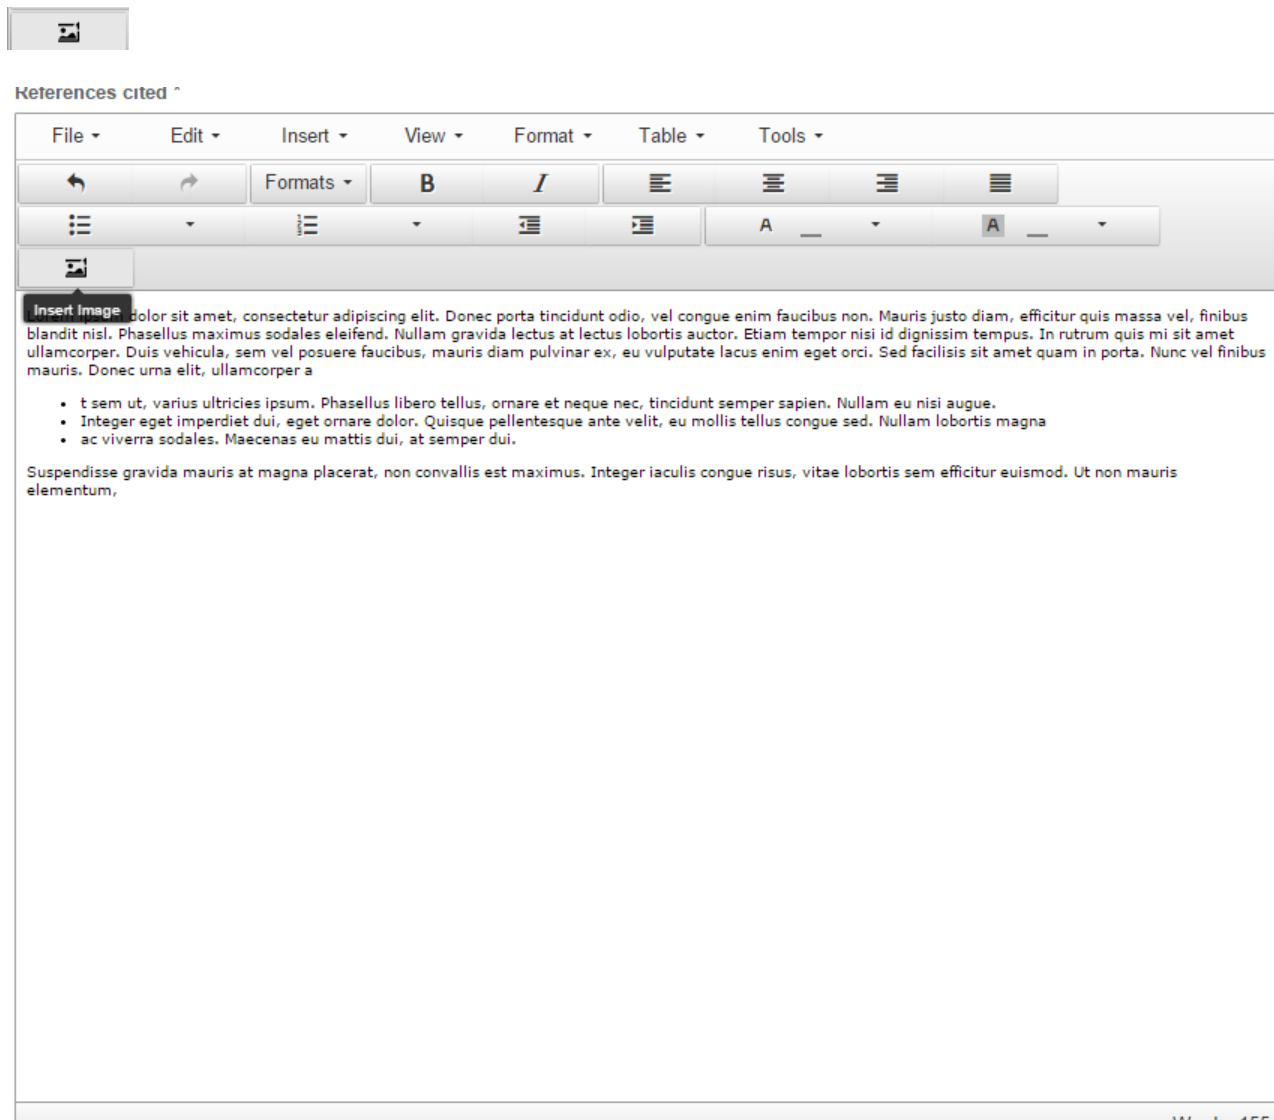 References cited *
File Edit Insert View Format Table Tools
Formats B I
A A
Insert Image
dolor sit amet, consectetur adipiscing elit. Donec porta tincidunt odio, vel congue enim faucibus non. Mauris justo diam, efficitur quis massa vel, finibus
blandit nisl. Phasellus maximus sodales eleifend. Nullam gravida lectus at lectus lobortis auctor. Etiam tempor nisi id dignissim tempus. In rutrum quis mi sit amet
ullamcorper. Duis vehicula, sem vel posuere faucibus, mauris diam pulvinar ex, eu vulputate lacus enim eget orci. Sed facilisis sit amet quam in porta. Nunc vel finibus
mauris. Donec urna elit, ullamcorper a
• t sem ut, varius ultricies ipsum. Phasellus libero tellus, ornare et neque nec, tincidunt semper sapien. Nullam eu nisi augue.
• Integer eget imperdiet dui, eget ornare dolor. Quisque pellentesque ante velit, eu mollis tellus congue sed. Nullam lobortis magna
• ac viverra sodales. Maecenas eu mattis dui, at semper dui.
Suspendisse gravida mauris at magna placerat, non convallis est maximus. Integer iaculis congue risus, vitae lobortis sem efficitur euismod. Ut non mauris
elementum,